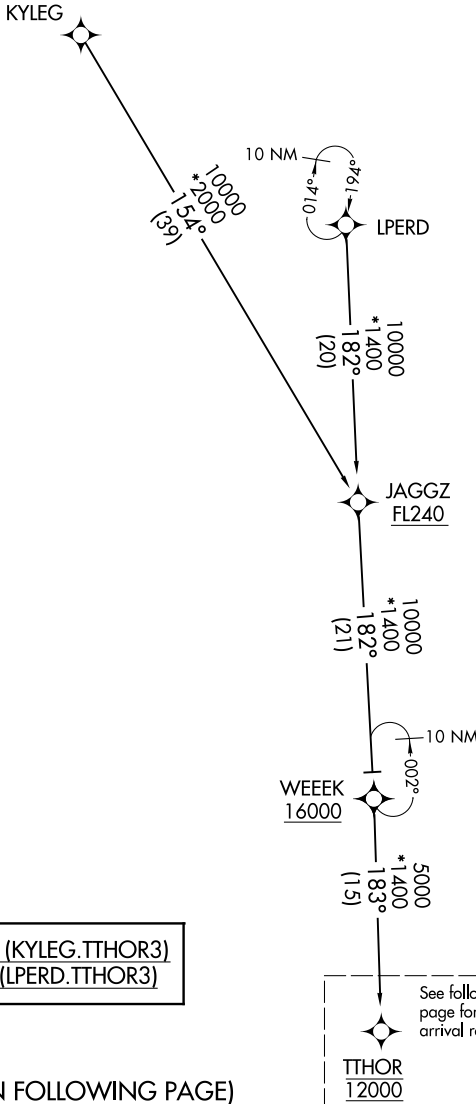 KYLEG
10 NM
014°
194°
LPERD
10000
*2000
154°
(39)
10000
*1400
182°
(20)
JAGGZ
FL240
10000
*1400
182°
(21)
10 NM
002°
WEEEK
16000
5000
*1400
183°
(15)
(KYLEG.TTHOR3)
(LPERD.TTHOR3)
See
page
arrival
TTHOR
12000
FOLLOWING PAGE)